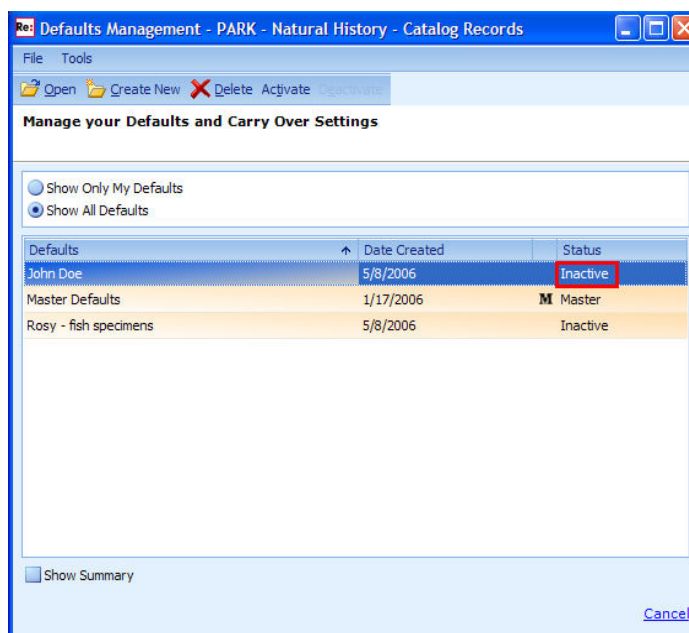 Re: Defaults Management - PARK - Natural History - Catalog Records
File Tools
Open Create New Delete Activate Deactivate
Manage your Defaults and Carry Over Settings
Show Only My Defaults
Show All Defaults
Defaults Date Created Status
John Doe 5/8/2006 Inactive
Master Defaults 1/17/2006 M Master
Rosy - fish specimens 5/8/2006 Inactive
Show Summary
Cancel